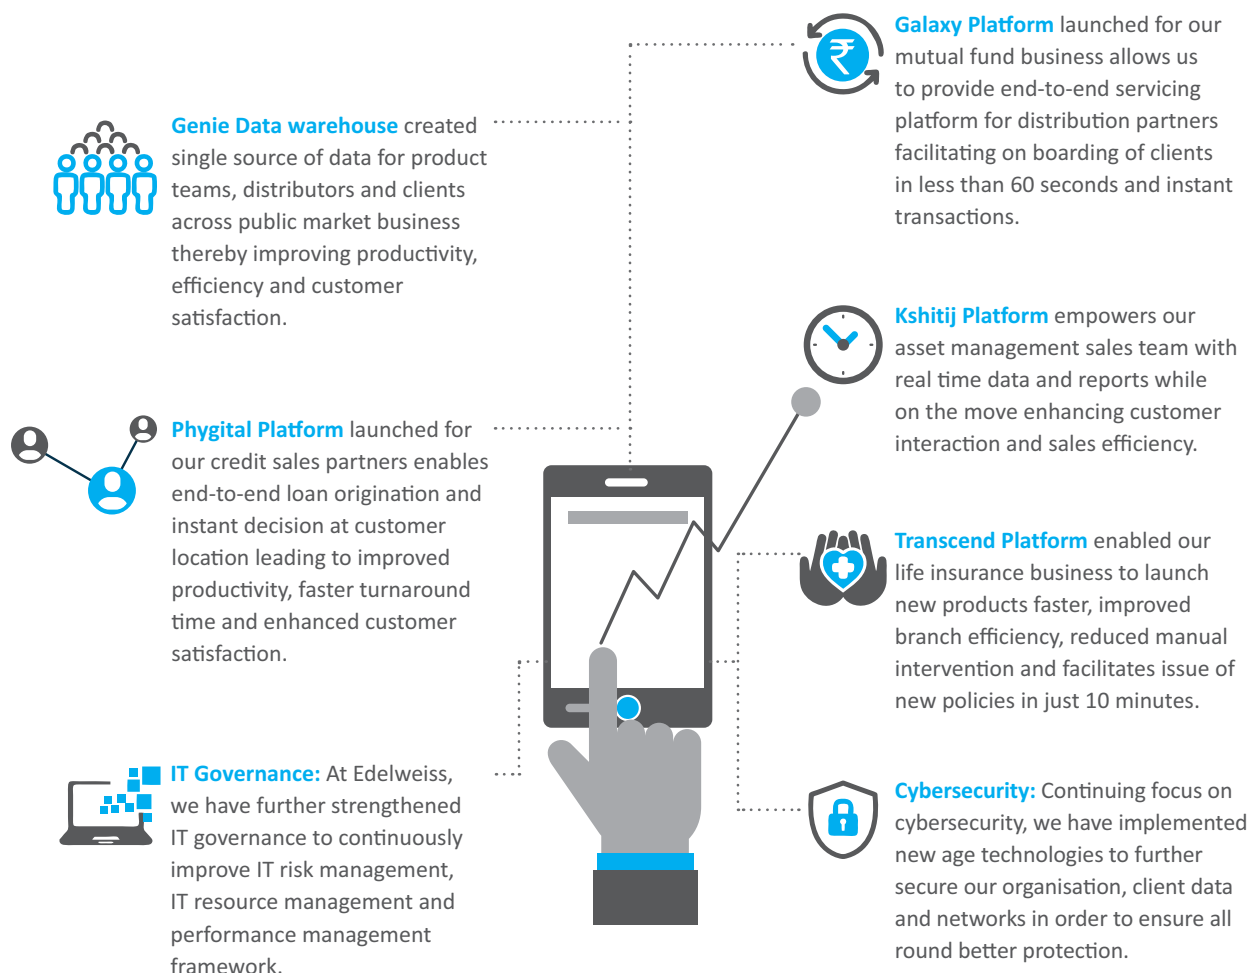 Genie Data warehouse created
single source of data for product
teams, distributors and clients
across public market business
thereby improving productivity,
efficiency and customer
satisfaction.
Phygital Platform launched for
our credit sales partners enables
end-to-end loan origination and
instant decision at customer
location leading to improved
productivity, faster turnaround
time and enhanced customer
satisfaction.
IT Governance: At Edelweiss,
we have further strengthened
IT governance to continuously
improve IT risk management,
IT resource management and
performance management
framework.
₹
Galaxy Platform launched for our
mutual fund business allows us
to provide end-to-end servicing
platform for distribution partners
facilitating on boarding of clients
in less than 60 seconds and instant
transactions.
Kshitij Platform empowers our
asset management sales team with
real time data and reports while
on the move enhancing customer
interaction and sales efficiency.
Transcend Platform enabled our
life insurance business to launch
new products faster, improved
branch efficiency, reduced manual
intervention and facilitates issue of
new policies in just 10 minutes.
Cybersecurity: Continuing focus on
cybersecurity, we have implemented
new age technologies to further
secure our organisation, client data
and networks in order to ensure all
round better protection.